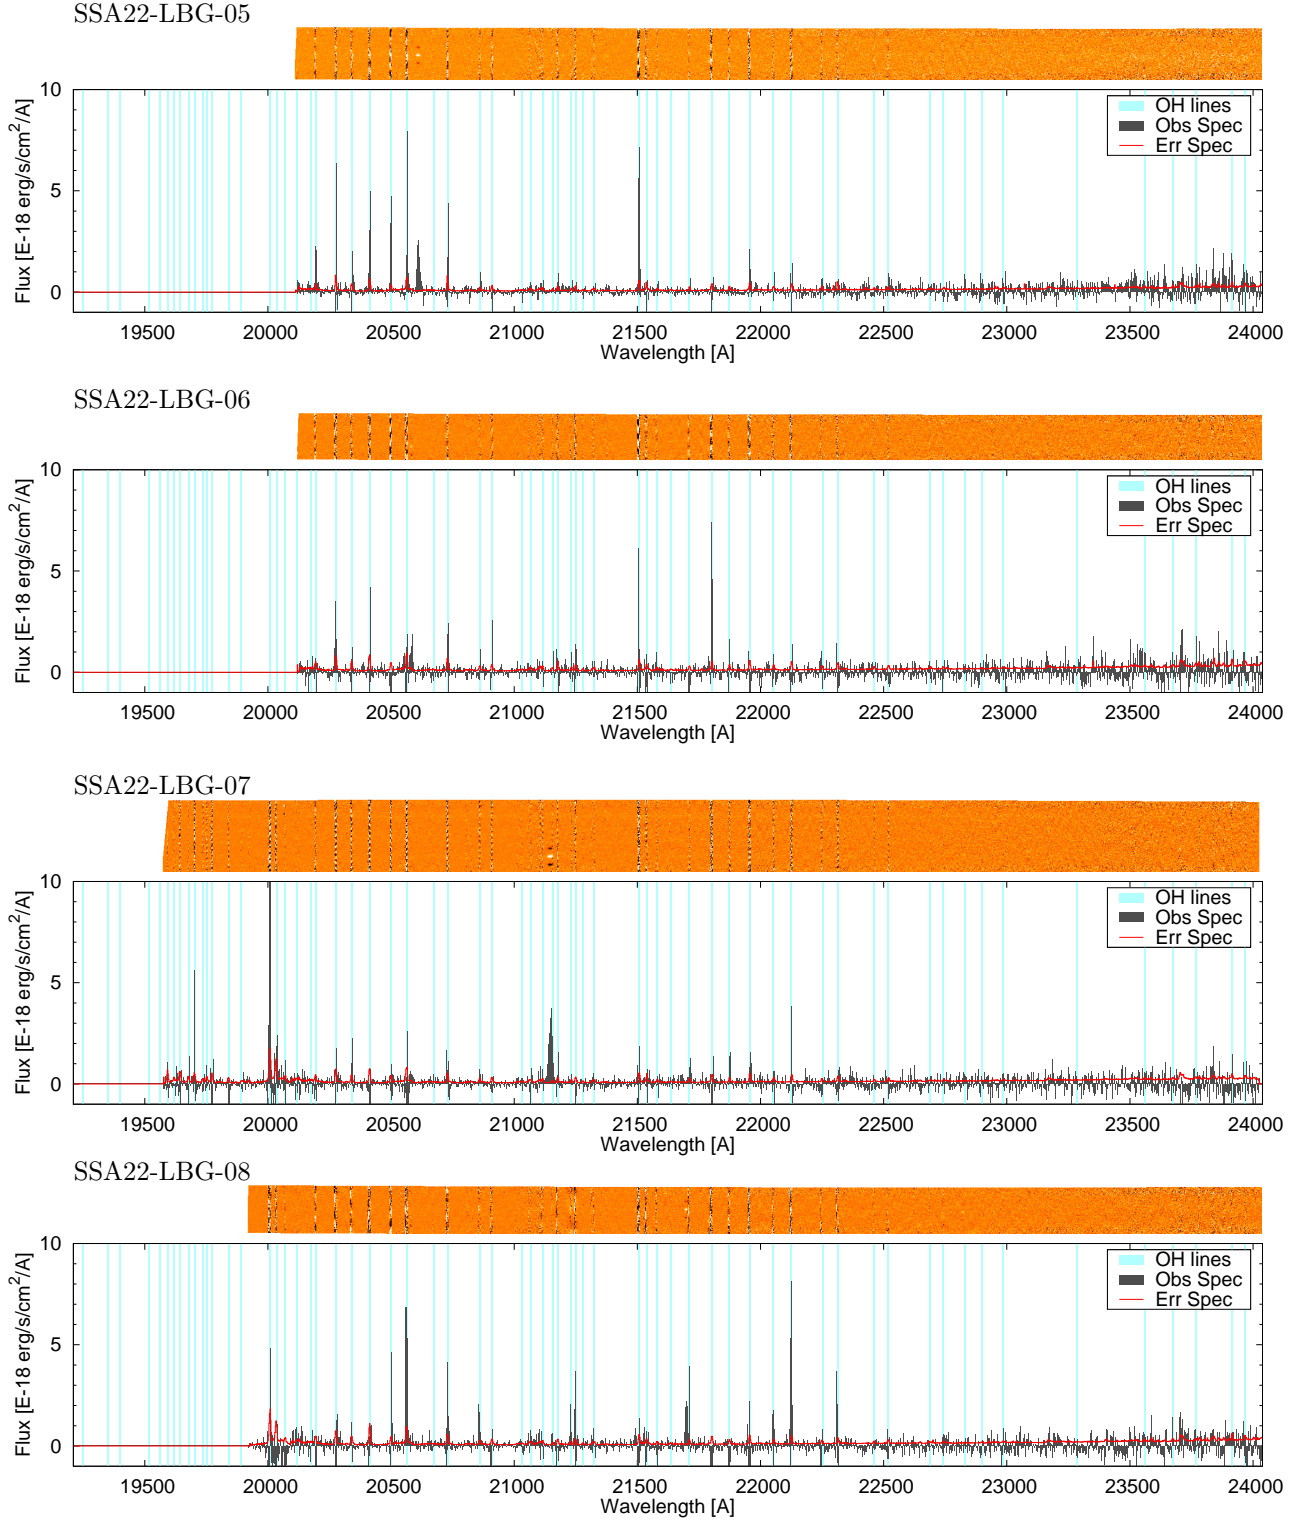 SSA22-LBG-05
10
5
0
Flux [E-18 erg/s/cm²/A]
OH lines
Obs Spec
Err Spec
19500 20000 20500 21000 21500 22000 22500 23000 23500 24000
Wavelength [A]
SSA22-LBG-06
10
5
0
Flux [E-18 erg/s/cm²/A]
OH lines
Obs Spec
Err Spec
19500 20000 20500 21000 21500 22000 22500 23000 23500 24000
Wavelength [A]
SSA22-LBG-07
10
5
0
Flux [E-18 erg/s/cm²/A]
OH lines
Obs Spec
Err Spec
19500 20000 20500 21000 21500 22000 22500 23000 23500 24000
Wavelength [A]
SSA22-LBG-08
10
5
0
Flux [E-18 erg/s/cm²/A]
OH lines
Obs Spec
Err Spec
19500 20000 20500 21000 21500 22000 22500 23000 23500 24000
Wavelength [A]